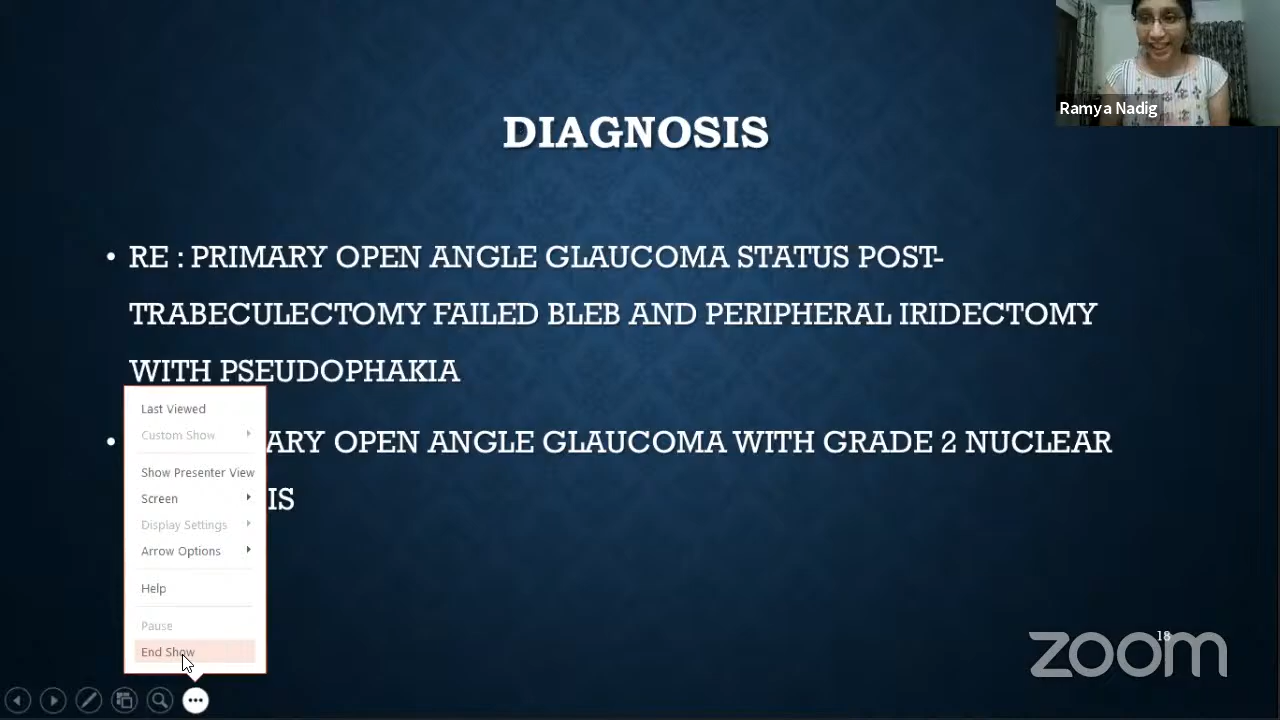 Ramya Nadig
DIAGNOSIS
• RE : PRIMARY OPEN ANGLE GLAUCOMA STATUS POST-
TRABECULECTOMY FAILED BLEB AND PERIPHERAL IRIDECTOMY
WITH PSEUDOPHAKIA
• ARY OPEN ANGLE GLAUCOMA WITH GRADE 2 NUCLEAR
IS
Last Viewed
Custom Show
Show Presenter View
Screen
Display Settings
Arrow Options
Help
Pause
End Show
18
zoom